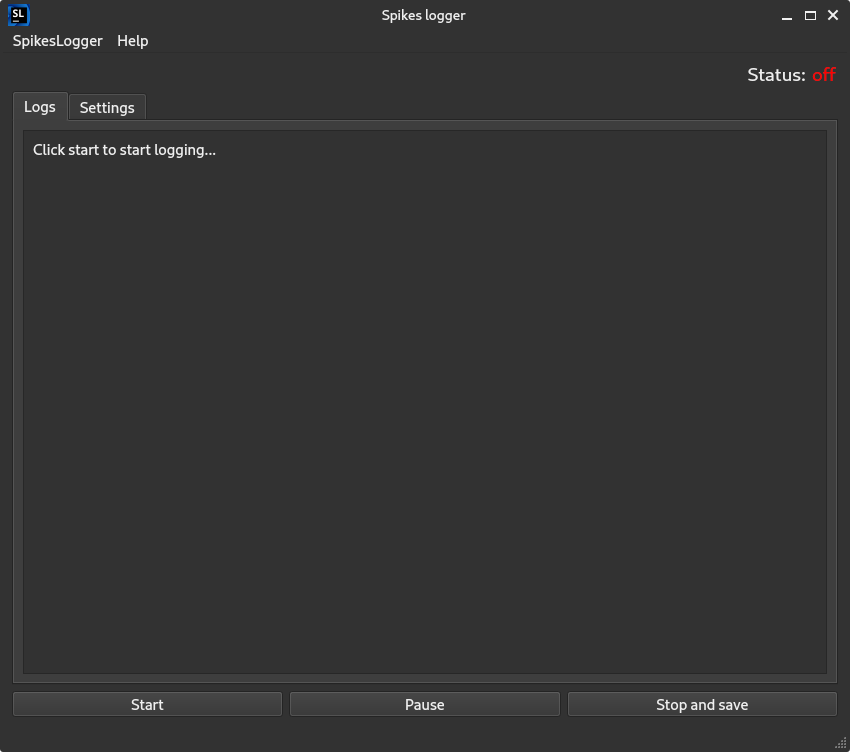 SL
Spikes logger
SpikesLogger Help
Status: off
Logs Settings
Click start to start logging...
Start Pause Stop and save